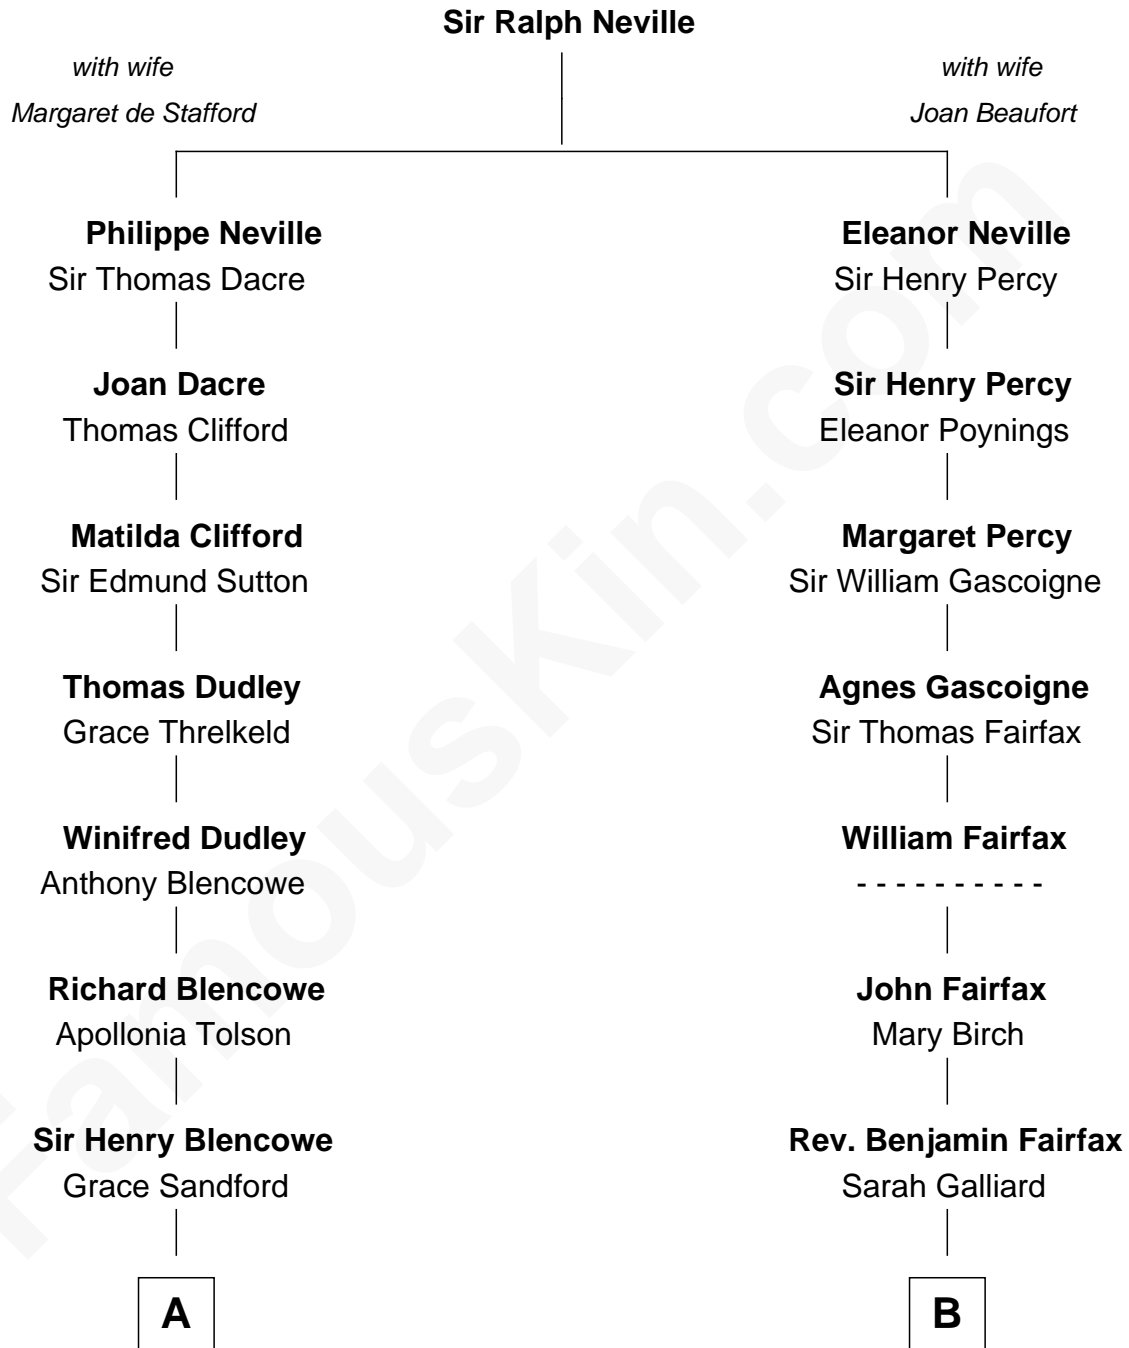 Sir Ralph Neville
with wife
Margaret de Stafford
with wife
Joan Beaufort
Philippe Neville
Sir Thomas Dacre
Eleanor Neville
Sir Henry Percy
Joan Dacre
Thomas Clifford
Sir Henry Percy
Eleanor Poynings
Matilda Clifford
Sir Edmund Sutton
Margaret Percy
Sir William Gascoigne
Thomas Dudley
Grace Threlkeld
Agnes Gascoigne
Sir Thomas Fairfax
Winifred Dudley
Anthony Blencowe
William Fairfax
- - - - - - - - - -
Richard Blencowe
Apollonia Tolson
John Fairfax
Mary Birch
Sir Henry Blencowe
Grace Sandford
Rev. Benjamin Fairfax
Sarah Galliard
A
B
FamousKin.com